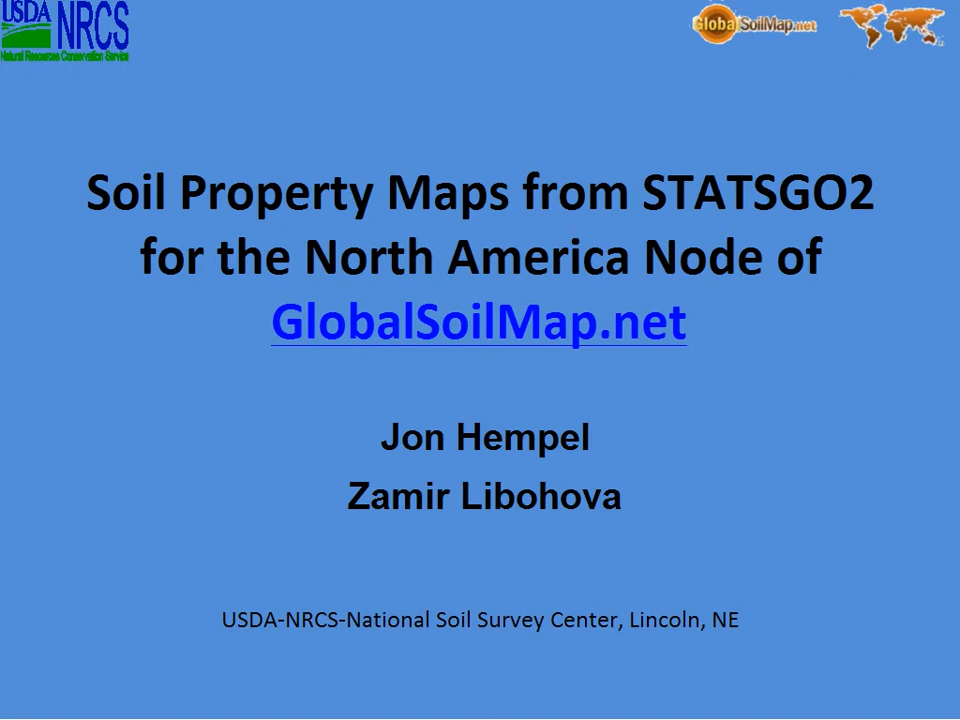 USDA NRCS
Natural Resources Conservation Service
GlobalSoilMap.net
Soil Property Maps from STATSGO2
for the North America Node of
GlobalSoilMap.net
Jon Hempel
Zamir Libohova
USDA-NRCS-National Soil Survey Center, Lincoln, NE